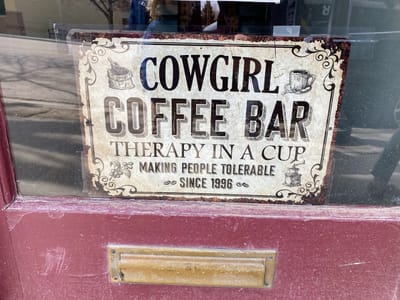 COWGIRL
COFFEE BAR
THERAPY IN A CUP
MAKING PEOPLE TOLERABLE
SINCE 1996